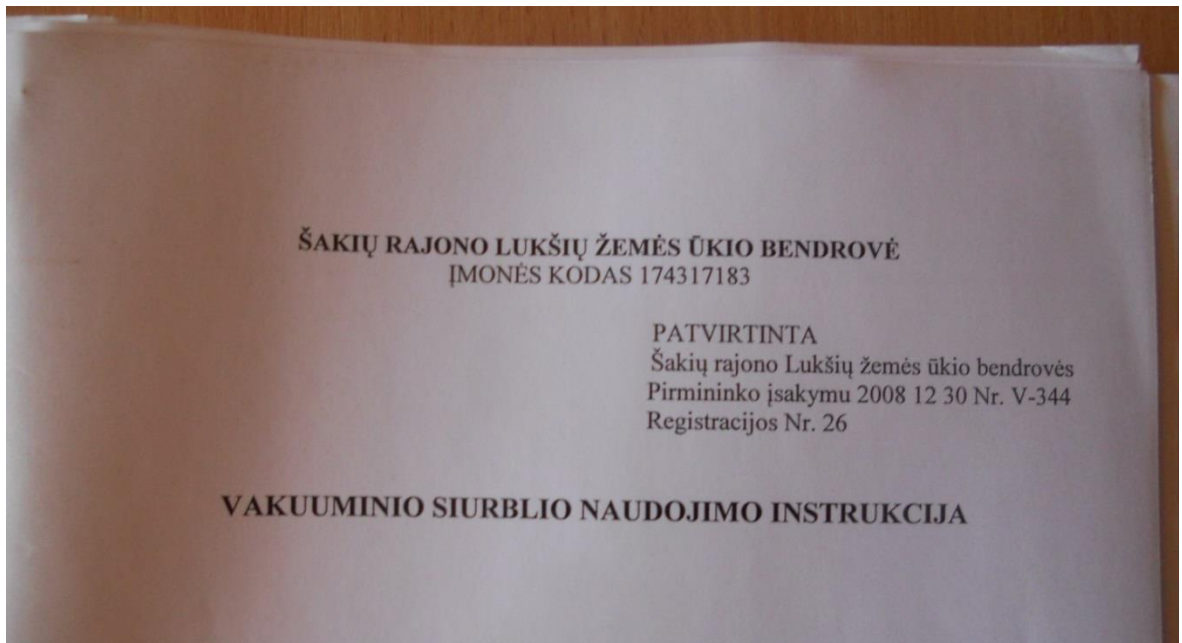 ŠAKIŲ RAJONO LUKŠIŲ ŽEMĖS ŪKIO BENDROVĖ
ĮMONĖS KODAS 174317183
PATVIRTINTA
Šakių rajono Lukšių žemės ūkio bendrovės
Pirmininko įsakymu 2008 12 30 Nr. V-344
Registracijos Nr. 26
VAKUUMINIO SIURBLIO NAUDOJIMO INSTRUKCIJA